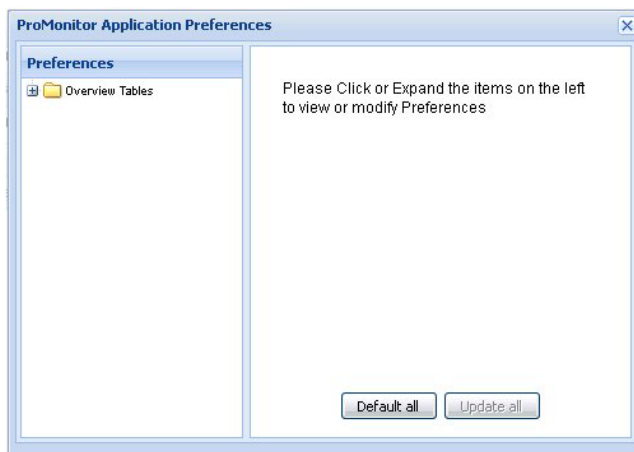 ProMonitor Application Preferences
Preferences
Overview Tables
Please Click or Expand the items on the left
to view or modify Preferences
Default all
Update all